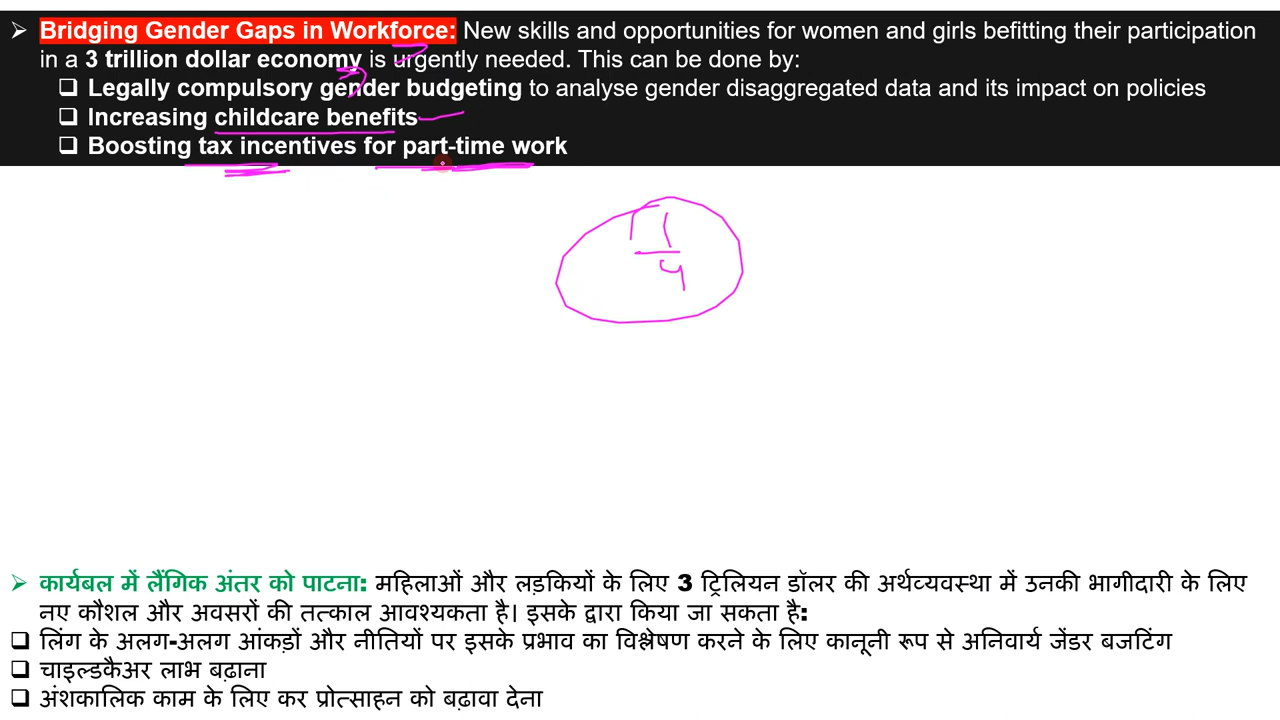 ➢ Bridging Gender Gaps in Workforce: New skills and opportunities for women and girls befitting their participation
in a 3 trillion dollar economy is urgently needed. This can be done by:
❑ Legally compulsory gender budgeting to analyse gender disaggregated data and its impact on policies
❑ Increasing childcare benefits
❑ Boosting tax incentives for part-time work
1
4
➢ कार्यबल में लैंगिक अंतर को पाटना: महिलाओं और लड़कियों के लिए 3 ट्रिलियन डॉलर की अर्थव्यवस्था में उनकी भागीदारी के लिए
नए कौशल और अवसरों की तत्काल आवश्यकता है। इसके द्वारा किया जा सकता है:
❑ लिंग के अलग-अलग आंकड़ों और नीतियों पर इसके प्रभाव का विश्लेषण करने के लिए कानूनी रूप से अनिवार्य जेंडर बजटिंग
❑ चाइल्डकैअर लाभ बढ़ाना
❑ अंशकालिक काम के लिए कर प्रोत्साहन को बढ़ावा देना